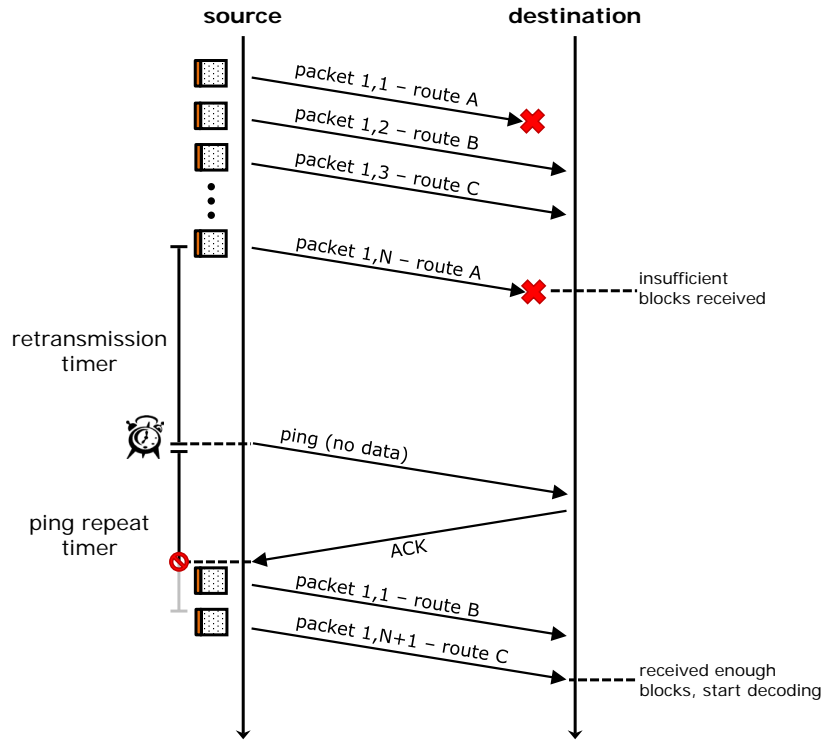 source
destination
packet 1,1 – route A
packet 1,2 – route B
packet 1,3 – route C
packet 1,N – route A
insufficient
blocks received
retransmission
timer
ping (no data)
ping repeat
timer
ACK
packet 1,1 – route B
packet 1,N+1 – route C
received enough
blocks, start decoding